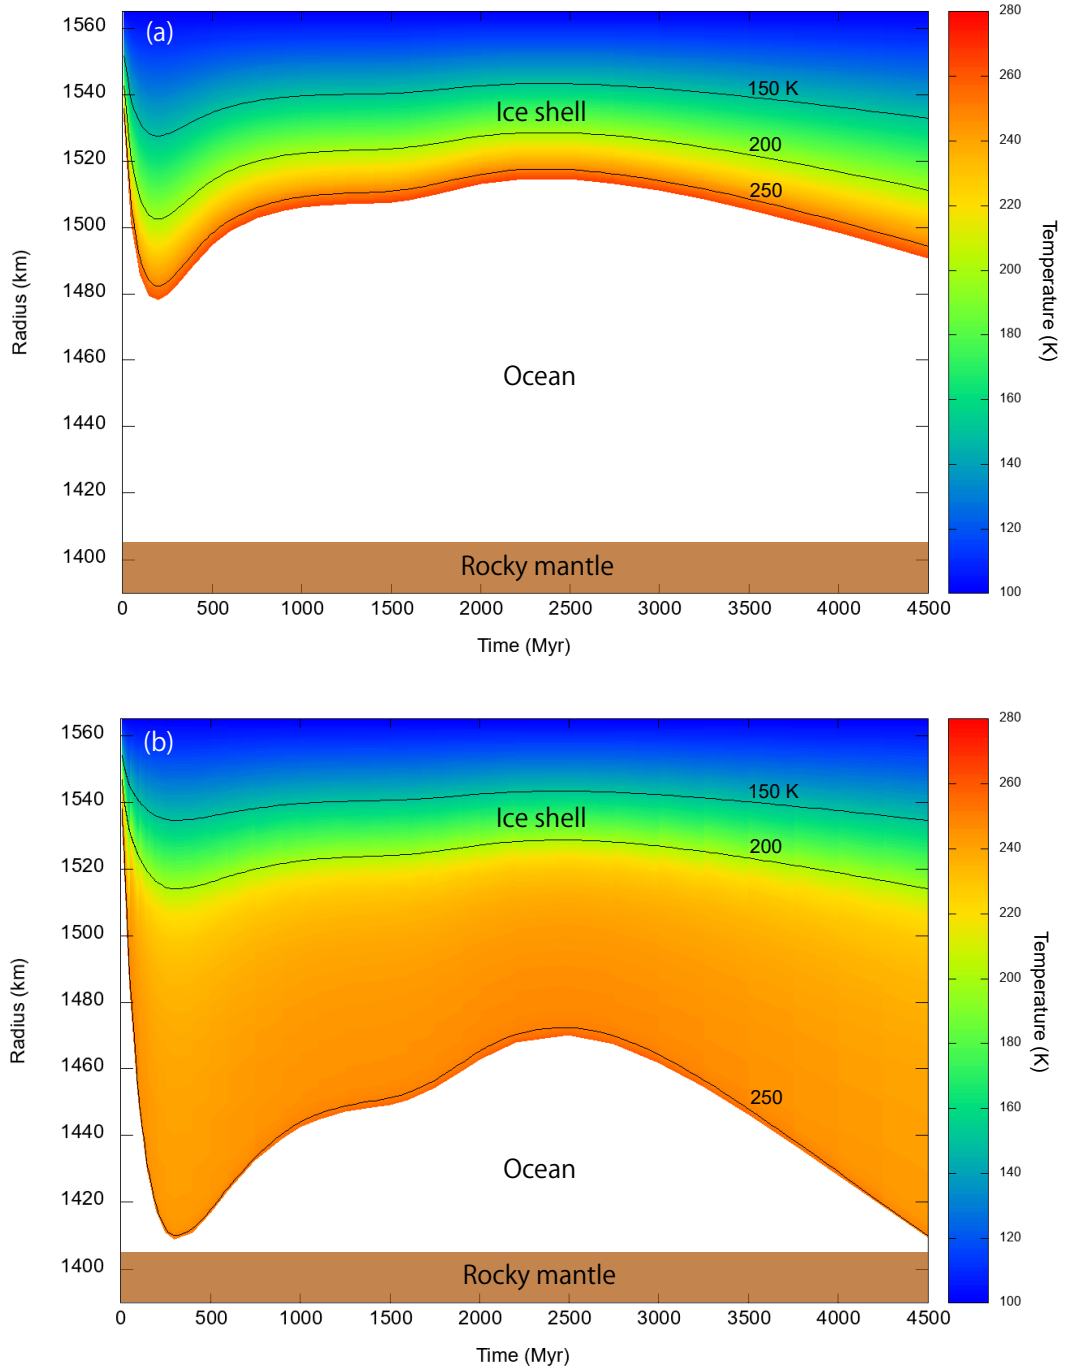 (a)
1560
1540
1520
1500
1480
1460
1440
1420
1400
Radius (km)
150 K
Ice shell
200
250
Ocean
Rocky mantle
0 500 1000 1500 2000 2500 3000 3500 4000 4500
Time (Myr)
280
260
240
220
200
180
160
140
120
100
Temperature (K)
(b)
1560
1540
1520
1500
1480
1460
1440
1420
1400
Radius (km)
150 K
Ice shell
200
250
Ocean
Rocky mantle
0 500 1000 1500 2000 2500 3000 3500 4000 4500
Time (Myr)
280
260
240
220
200
180
160
140
120
100
Temperature (K)